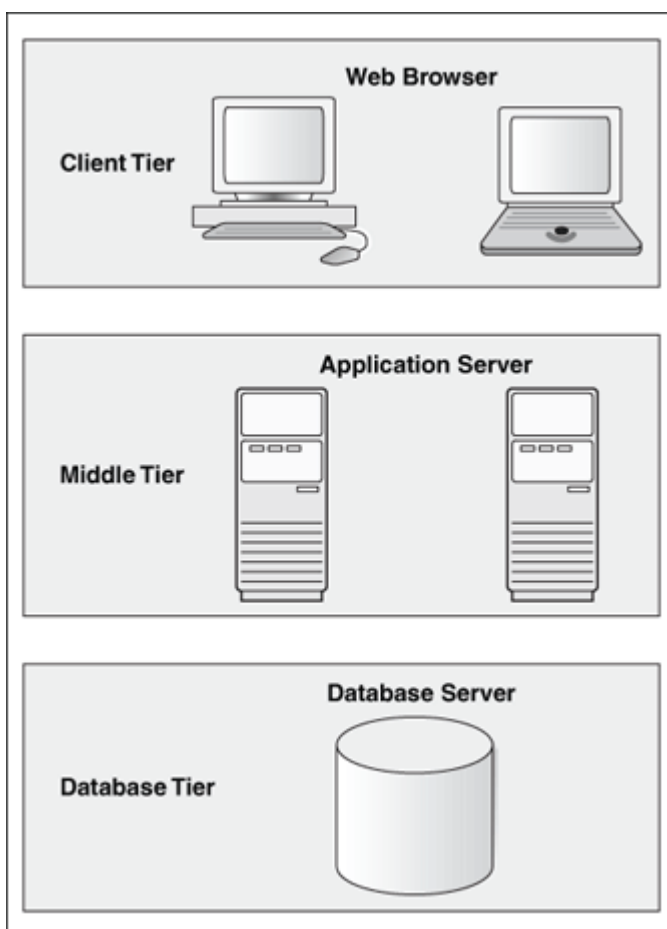 Web Browser
Client Tier
Application Server
Middle Tier
Database Server
Database Tier